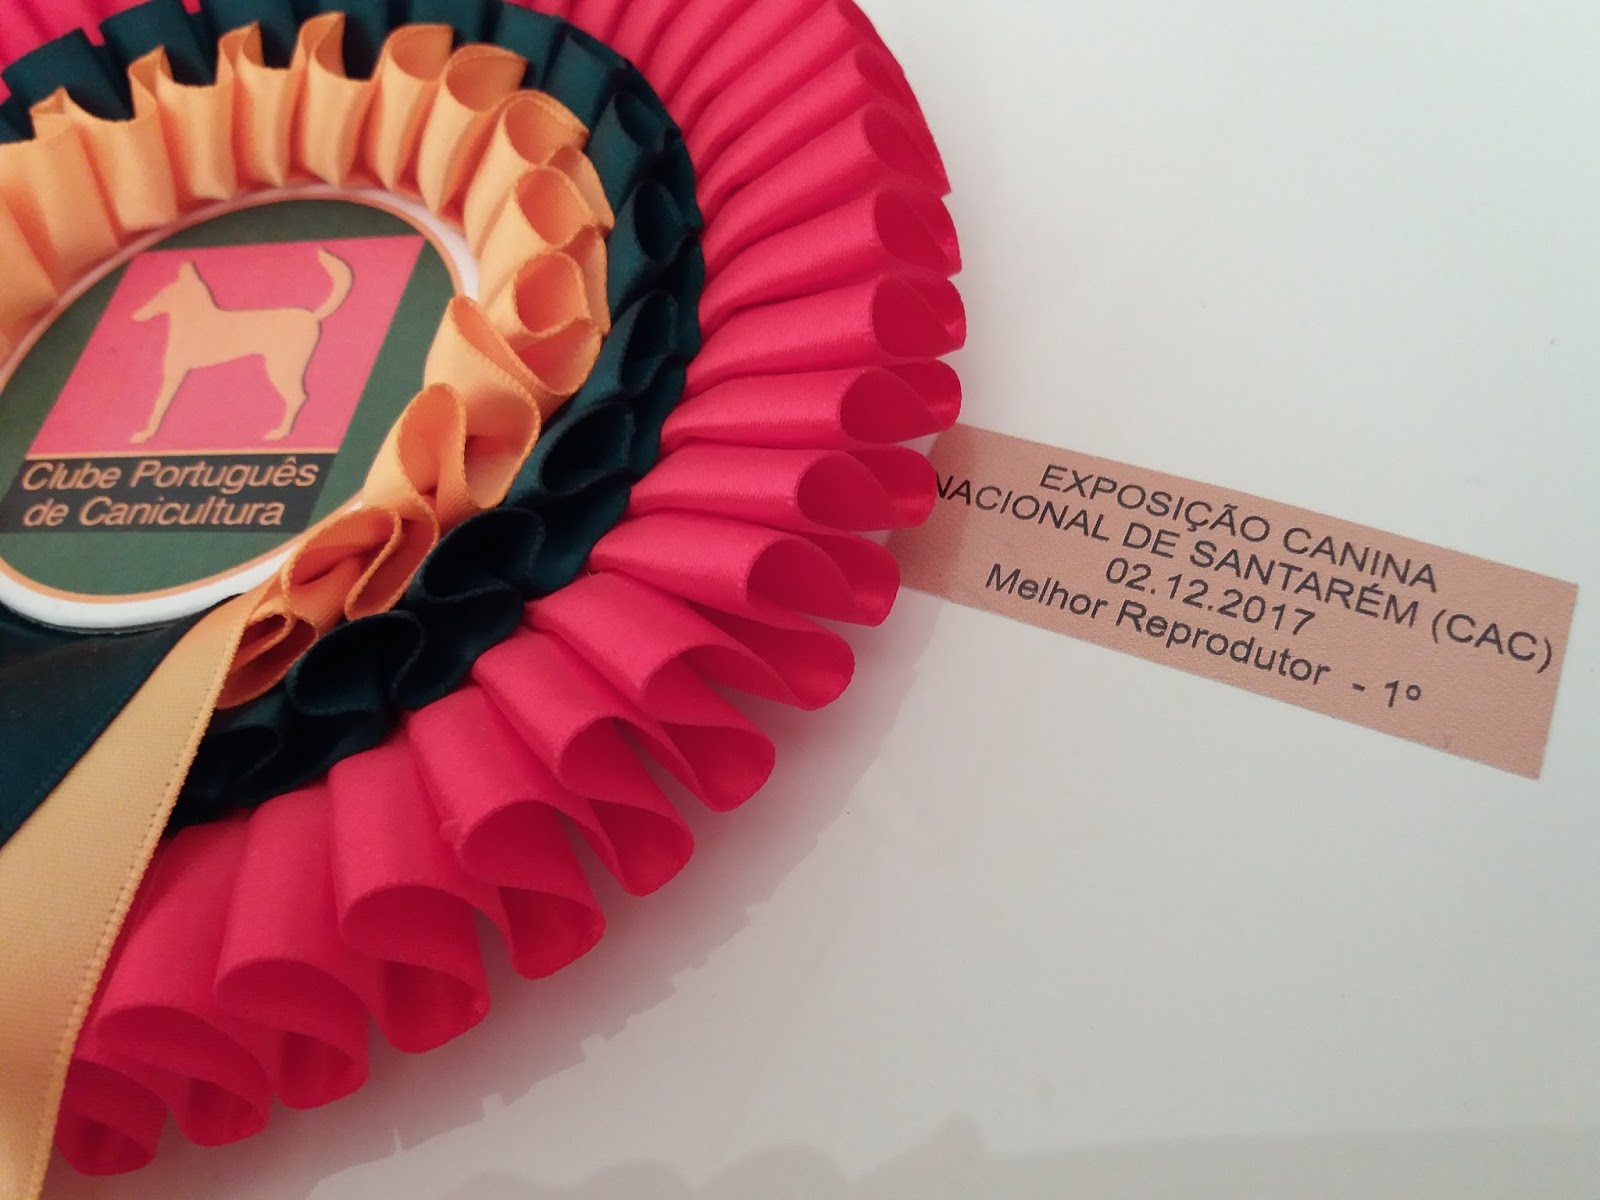 Clube Português
de Canicultura
EXPOSIÇÃO CANINA
NACIONAL DE SANTARÉM (CAC)
02.12.2017
Melhor Reprodutor - 1º